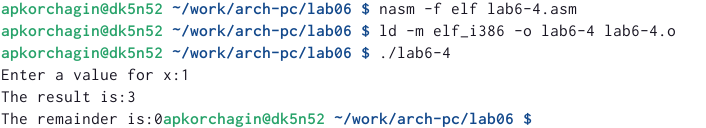 apkorchagin@dk5n52 ~/work/arch-pc/lab06 $ nasm -f elf lab6-4.asm
apkorchagin@dk5n52 ~/work/arch-pc/lab06 $ ld -m elf_i386 -o lab6-4 lab6-4.o
apkorchagin@dk5n52 ~/work/arch-pc/lab06 $ ./lab6-4
Enter a value for x:1
The result is:3
The remainder is:0apkorchagin@dk5n52 ~/work/arch-pc/lab06 $